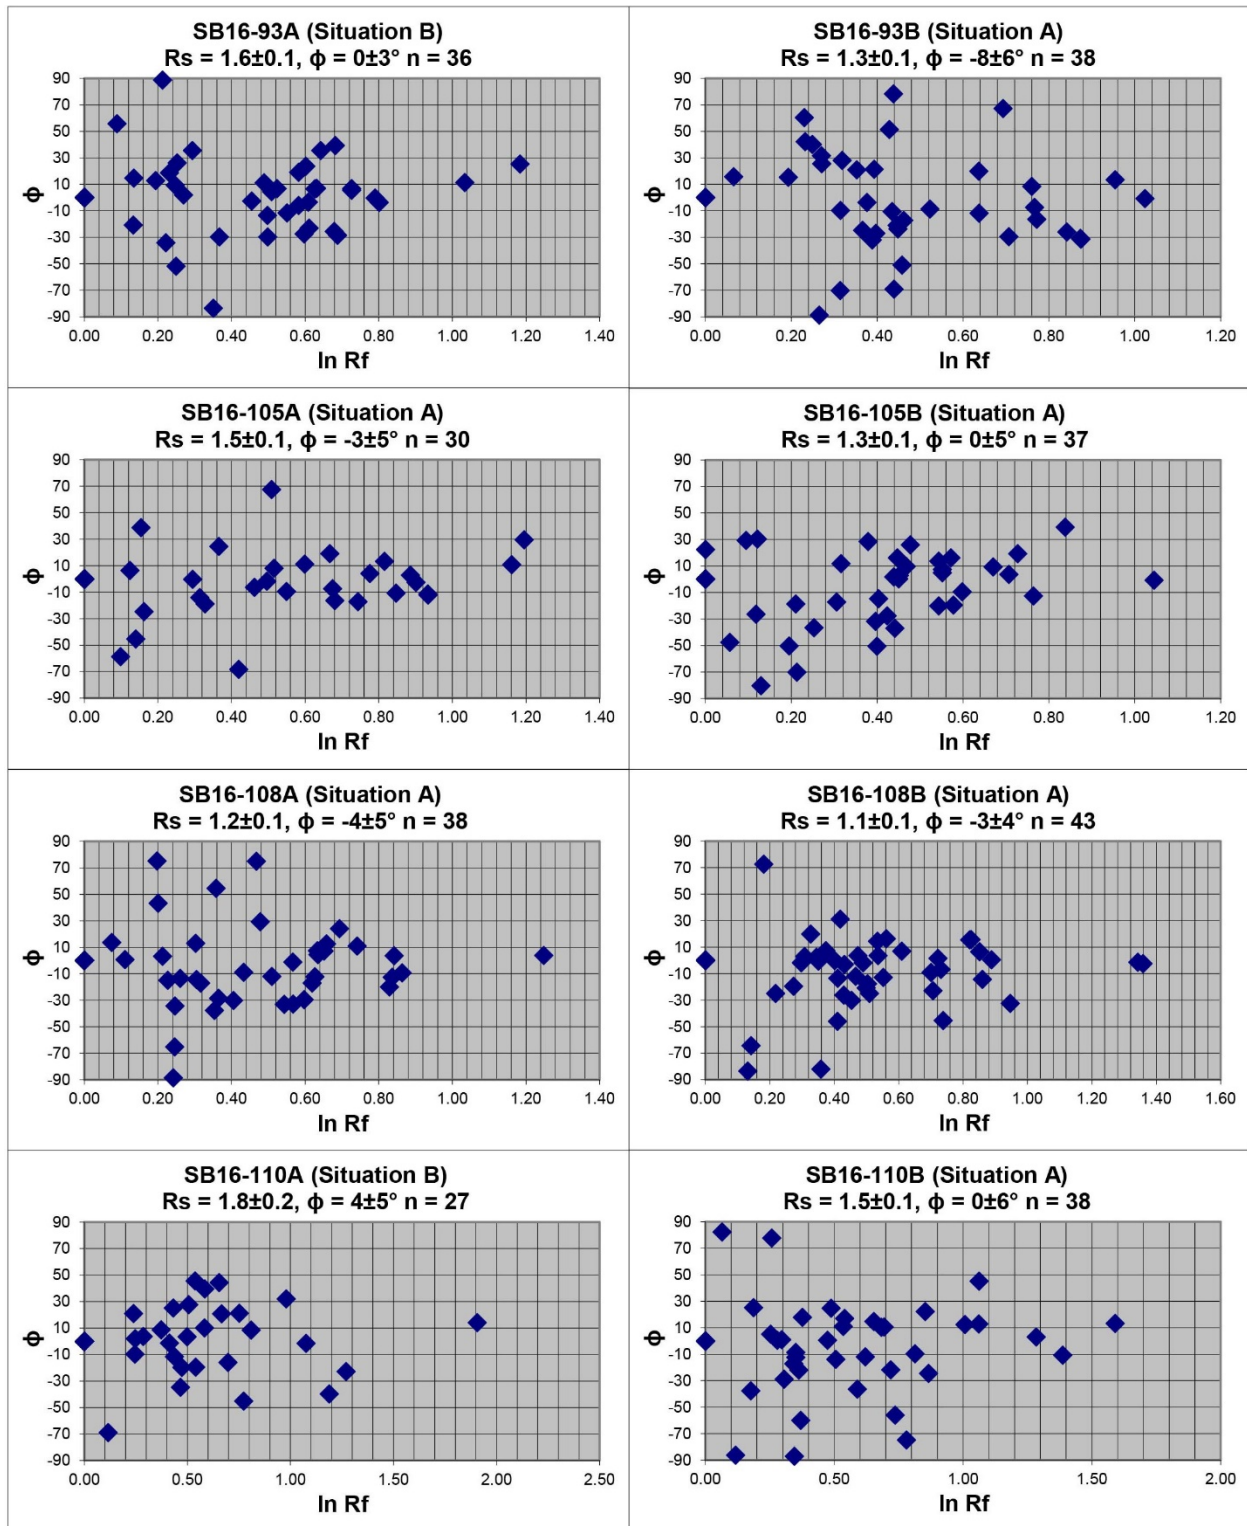 SB16-93A (Situation B)
Rs = 1.6±0.1, ϕ = 0±3° n = 36
90
70
50
30
10
-10
-30
-50
-70
-90
ϕ
0.00 0.20 0.40 0.60 0.80 1.00 1.20 1.40
ln Rf
SB16-93B (Situation A)
Rs = 1.3±0.1, ϕ = -8±6° n = 38
90
70
50
30
10
-10
-30
-50
-70
-90
ϕ
0.00 0.20 0.40 0.60 0.80 1.00 1.20
ln Rf
SB16-105A (Situation A)
Rs = 1.5±0.1, ϕ = -3±5° n = 30
90
70
50
30
10
-10
-30
-50
-70
-90
ϕ
0.00 0.20 0.40 0.60 0.80 1.00 1.20 1.40
ln Rf
SB16-105B (Situation A)
Rs = 1.3±0.1, ϕ = 0±5° n = 37
90
70
50
30
10
-10
-30
-50
-70
-90
ϕ
0.00 0.20 0.40 0.60 0.80 1.00 1.20
ln Rf
SB16-108A (Situation A)
Rs = 1.2±0.1, ϕ = -4±5° n = 38
90
70
50
30
10
-10
-30
-50
-70
-90
ϕ
0.00 0.20 0.40 0.60 0.80 1.00 1.20 1.40
ln Rf
SB16-108B (Situation A)
Rs = 1.1±0.1, ϕ = -3±4° n = 43
90
70
50
30
10
-10
-30
-50
-70
-90
ϕ
0.00 0.20 0.40 0.60 0.80 1.00 1.20 1.40 1.60
ln Rf
SB16-110A (Situation B)
Rs = 1.8±0.2, ϕ = 4±5° n = 27
90
70
50
30
10
-10
-30
-50
-70
-90
ϕ
0.00 0.50 1.00 1.50 2.00 2.50
ln Rf
SB16-110B (Situation A)
Rs = 1.5±0.1, ϕ = 0±6° n = 38
90
70
50
30
10
-10
-30
-50
-70
-90
ϕ
0.00 0.50 1.00 1.50 2.00
ln Rf